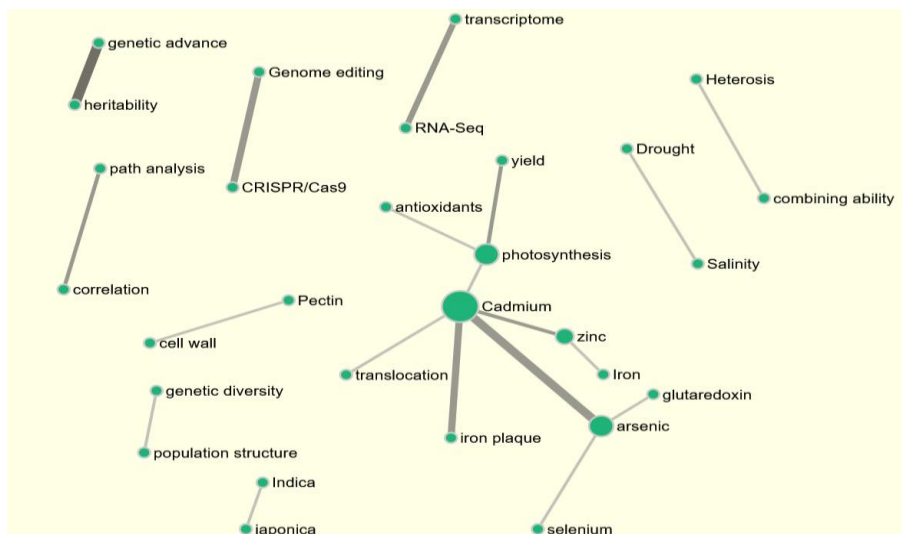 transcriptome
genetic advance
Genome editing
Heterosis
heritability
RNA-Seq
Drought
yield
path analysis
CRISPR/Cas9
combining ability
antioxidants
photosynthesis
Salinity
correlation
Pectin
Cadmium
zinc
cell wall
translocation
Iron
genetic diversity
glutaredoxin
arsenic
iron plaque
population structure
Indica
japonica
selenium